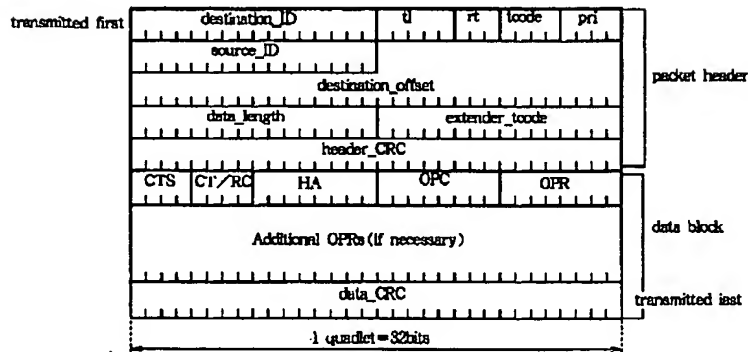 transmitted first
destination_ID tl rt tcode pri
source_ID
destination_offset
packet header
data_length extender_tcode
header_CRC
CTS CT/RC HA OPC OPR
Additional OPRs(if necessary)
data block
data_CRC
transmitted last
1 quadlet=32bits